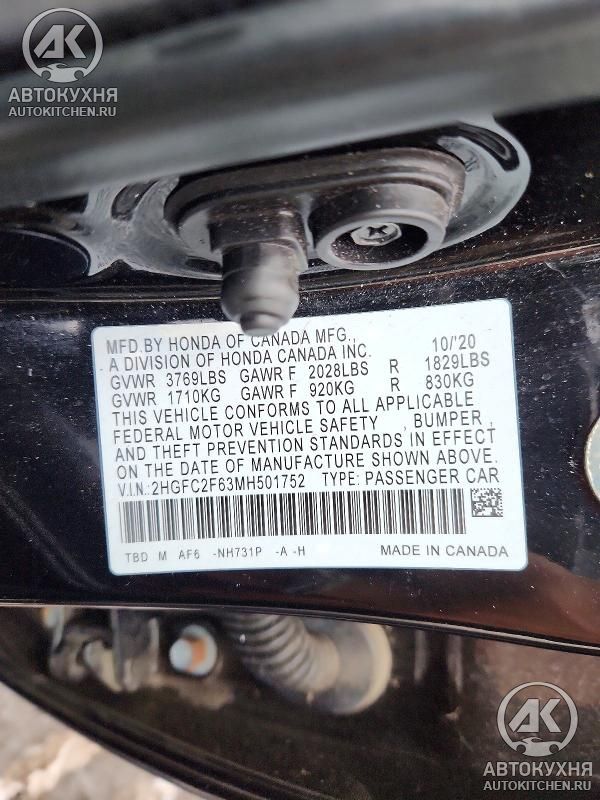 AK
АВТОКУХНЯ
AUTOKITCHEN.RU
MFD.BY HONDA OF CANADA MFG., 10/'20
A DIVISION OF HONDA CANADA INC.
GVWR 3769LBS GAWR F 2028LBS R 1829LBS
GVWR 1710KG GAWR F 920KG R 830KG
THIS VEHICLE CONFORMS TO ALL APPLICABLE
FEDERAL MOTOR VEHICLE SAFETY , BUMPER ,
AND THEFT PREVENTION STANDARDS IN EFFECT
ON THE DATE OF MANUFACTURE SHOWN ABOVE.
V.I.N.:2HGFC2F63MH501752 TYPE: PASSENGER CAR
TBD M AF6 -NH731P -A -H MADE IN CANADA
AK
АВТОКУХНЯ
AUTOKITCHEN.RU